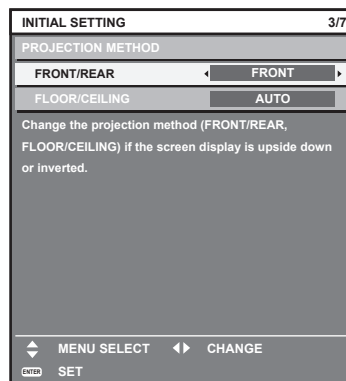 INITIAL SETTING 3/7
PROJECTION METHOD
FRONT/REAR FRONT
FLOOR/CEILING AUTO
Change the projection method (FRONT/REAR,
FLOOR/CEILING) if the screen display is upside down
or inverted.
MENU SELECT CHANGE
ENTER SET